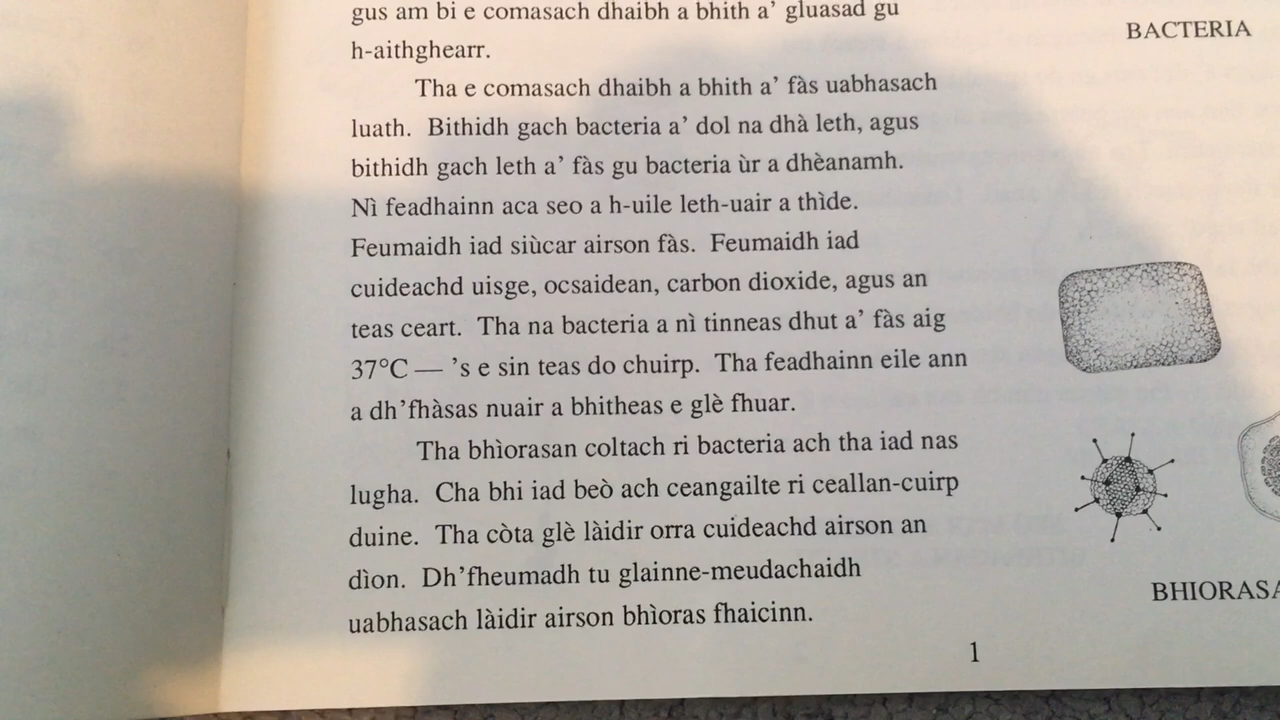 gus am bi e comasach dhaibh a bhith a' gluasad gu
h-aithghearr.
Tha e comasach dhaibh a bhith a' fàs uabhasach
luath. Bithidh gach bacteria a' dol na dhà leth, agus
bithidh gach leth a' fàs gu bacteria ùr a dhèanamh.
Nì feadhainn aca seo a h-uile leth-uair a thìde.
Feumaidh iad siùcar airson fàs. Feumaidh iad
cuideachd uisge, ocsaidean, carbon dioxide, agus an
teas ceart. Tha na bacteria a nì tinneas dhut a' fàs aig
37°C — 's e sin teas do chuirp. Tha feadhainn eile ann
a dh'fhàsas nuair a bhitheas e glè fhuar.
Tha bhìorasan coltach ri bacteria ach tha iad nas
lugha. Cha bhi iad beò ach ceangailte ri ceallan-cuirp
duine. Tha còta glè làidir orra cuideachd airson an
dìon. Dh'fheumadh tu glainne-meudachaidh
uabhasach làidir airson bhìoras fhaicinn.
1
BACTERIA
BHIORASA